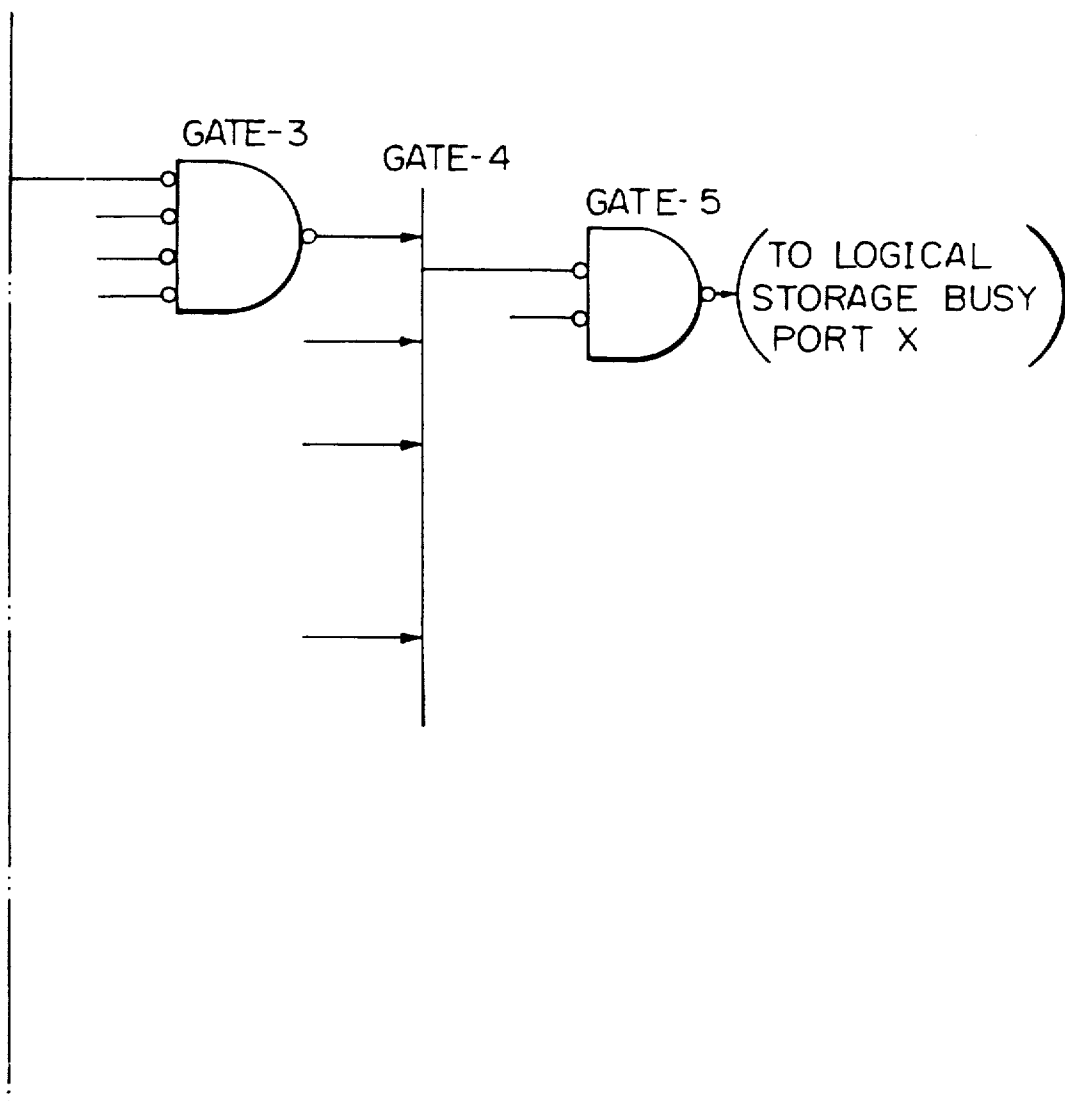 GATE-3
GATE-4
GATE-5
(TO LOGICAL
STORAGE BUSY
PORT X)